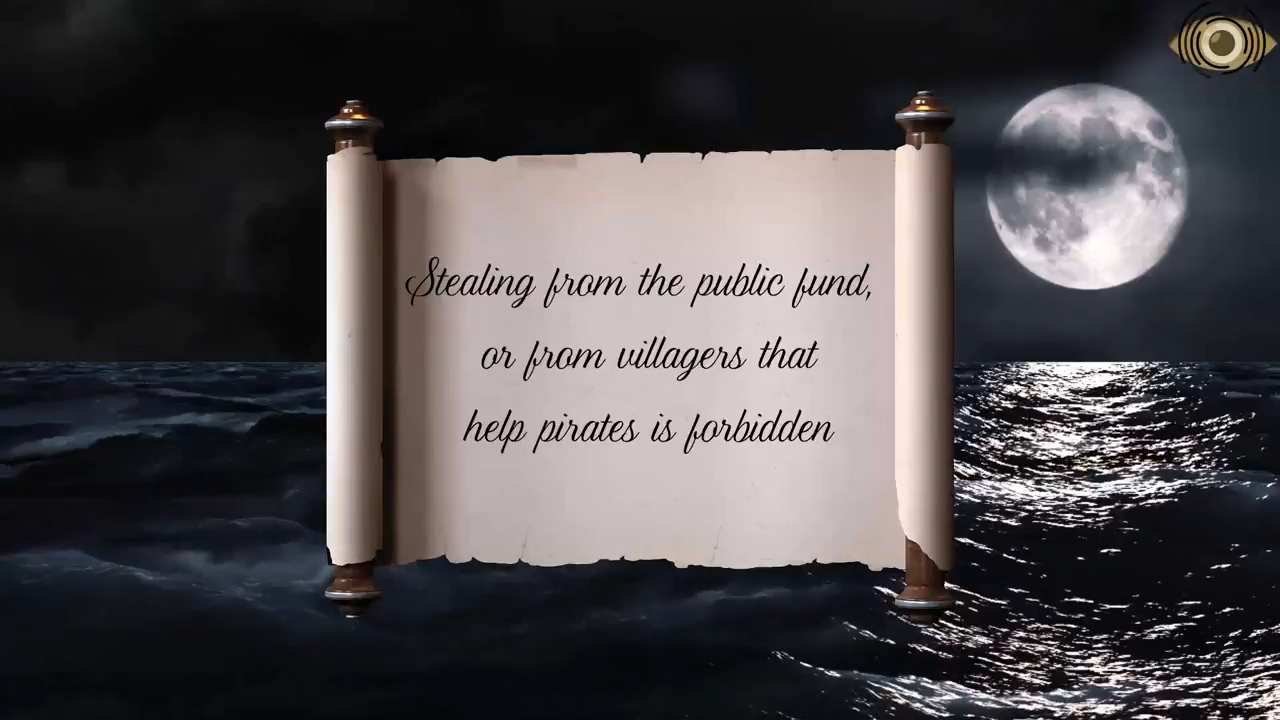 Stealing from the public fund,
or from villagers that
help pirates is forbidden